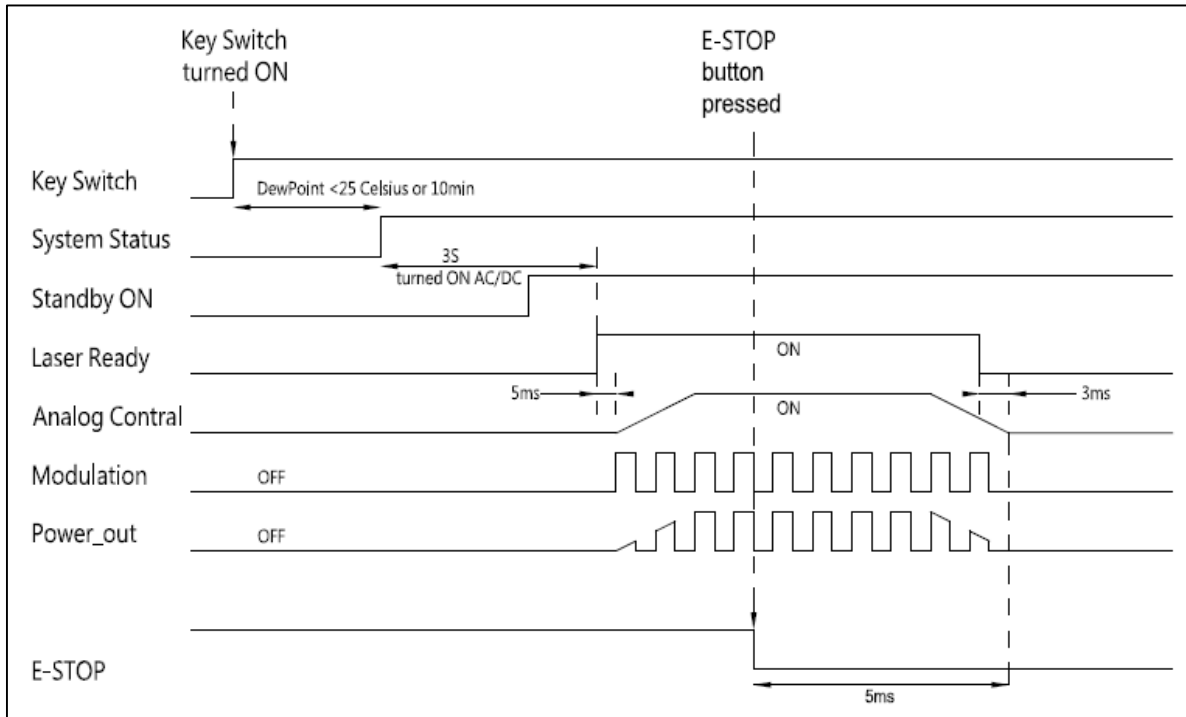 Key Switch
turned ON
E-STOP
button
pressed
Key Switch
DewPoint <25 Celsius or 10min
System Status
3S
turned ON AC/DC
Standby ON
Laser Ready
ON
5ms
3ms
Analog Contral
ON
Modulation
OFF
Power_out
OFF
E-STOP
5ms